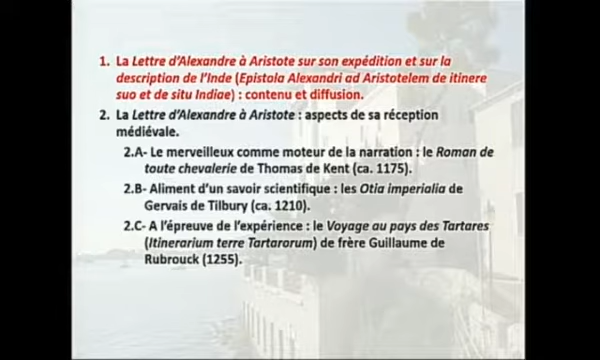 1. La Lettre d'Alexandre à Aristote sur son expédition et sur la
description de l'Inde (Epistola Alexandri ad Aristotelem de itinere
suo et de situ Indiae) : contenu et diffusion.
2. La Lettre d'Alexandre à Aristote : aspects de sa réception
médiévale.
2.A- Le merveilleux comme moteur de la narration : le Roman de
toute chevalerie de Thomas de Kent (ca. 1175).
2.B- Aliment d'un savoir scientifique : les Otia imperialia de
Gervais de Tilbury (ca. 1210).
2.C- A l'épreuve de l'expérience : le Voyage au pays des Tartares
(Itinerarium terre Tartarorum) de frère Guillaume de
Rubrouck (1255).